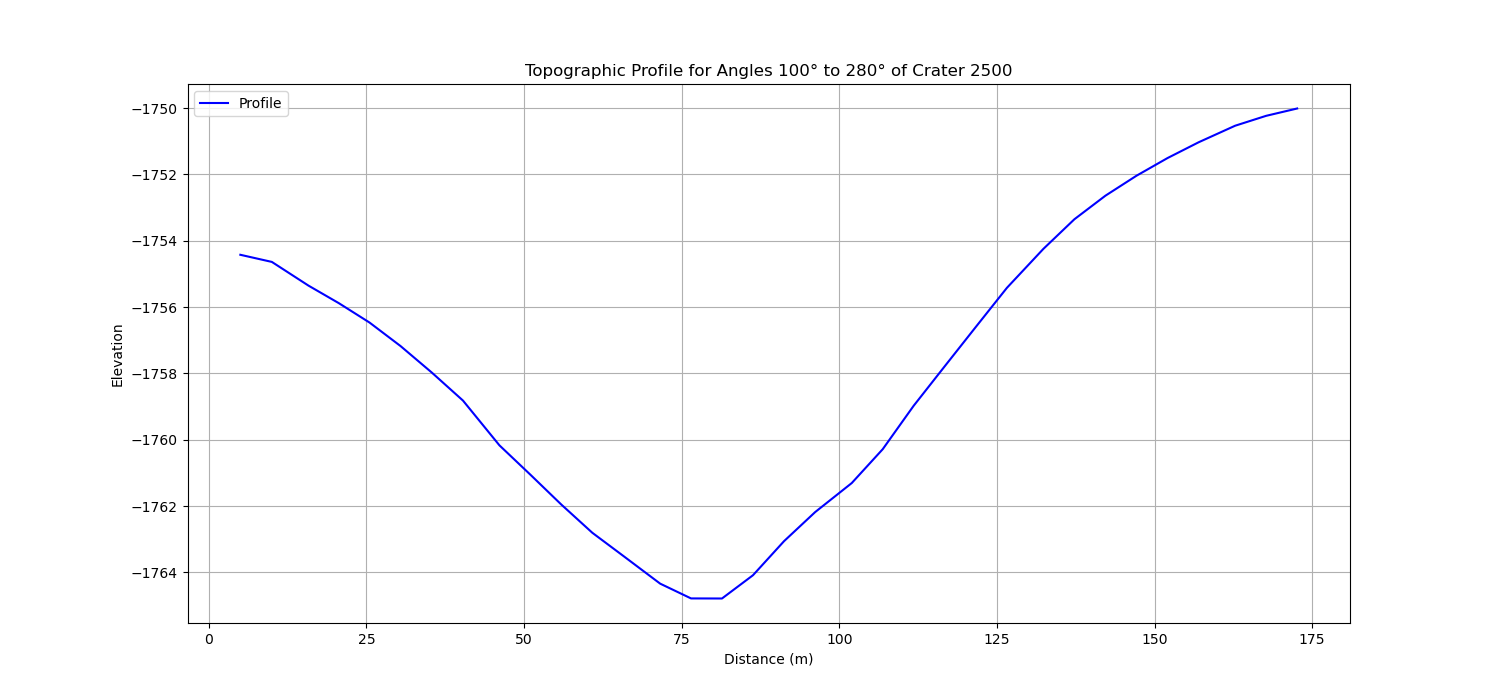 Topographic Profile for Angles 100° to 280° of Crater 2500
Profile
Elevation
−1750
−1752
−1754
−1756
−1758
−1760
−1762
−1764
0 25 50 75 100 125 150 175
Distance (m)